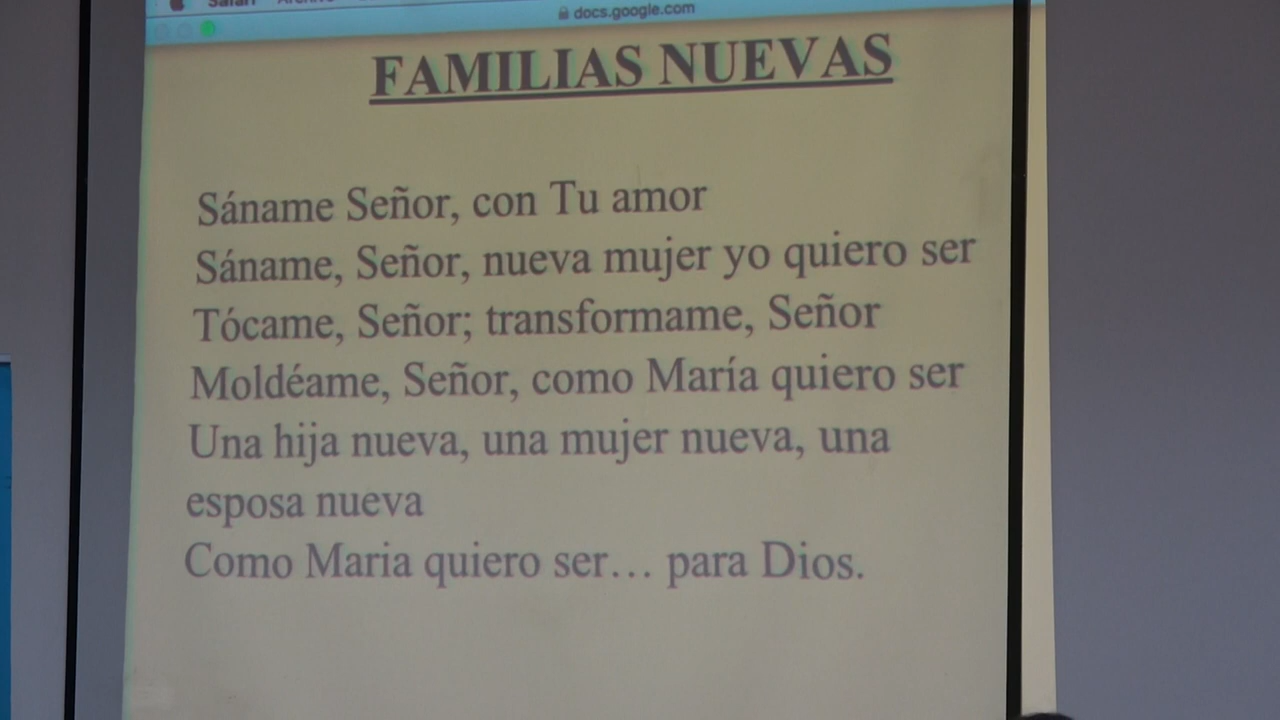 Safari
docs.google.com
FAMILIAS NUEVAS
Sáname Señor, con Tu amor
Sáname, Señor, nueva mujer yo quiero ser
Tócame, Señor; transformame, Señor
Moldéame, Señor, como María quiero ser
Una hija nueva, una mujer nueva, una
esposa nueva
Como Maria quiero ser... para Dios.